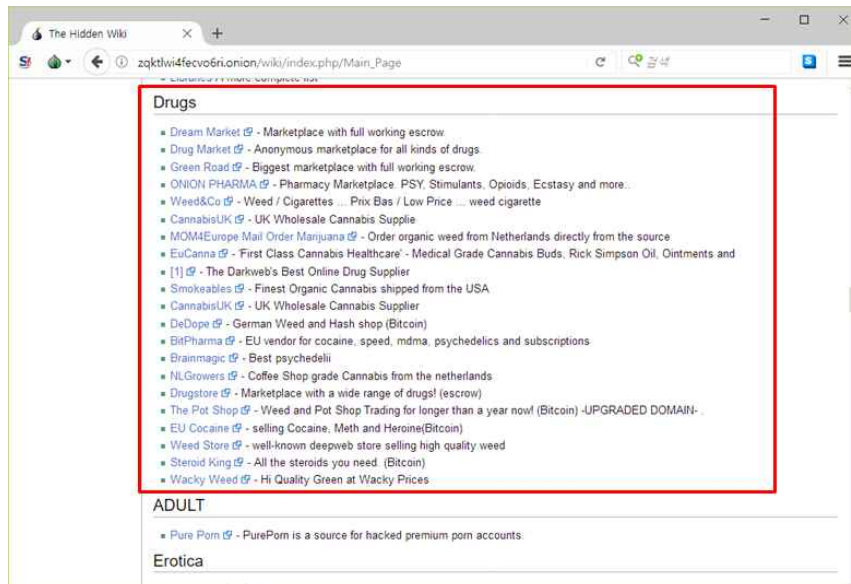 The Hidden Wiki
zqktlwi4fecvo6ri.onion/wiki/index.php/Main_Page
검색
Drugs
Dream Market - Marketplace with full working escrow.
Drug Market - Anonymous marketplace for all kinds of drugs.
Green Road - Biggest marketplace with full working escrow.
ONION PHARMA - Pharmacy Marketplace. PSY, Stimulants, Opioids, Ecstasy and more..
Weed&Co - Weed / Cigarettes ... Prix Bas / Low Price ... weed cigarette
CannabisUK - UK Wholesale Cannabis Supplie
MOM4Europe Mail Order Marijuana - Order organic weed from Netherlands directly from the source
EuCanna - 'First Class Cannabis Healthcare' - Medical Grade Cannabis Buds, Rick Simpson Oil, Ointments and
[1] - The Darkweb's Best Online Drug Supplier
Smokeables - Finest Organic Cannabis shipped from the USA
CannabisUK - UK Wholesale Cannabis Supplier
DeDope - German Weed and Hash shop (Bitcoin)
BitPharma - EU vendor for cocaine, speed, mdma, psychedelics and subscriptions
Brainmagic - Best psychedelii
NLGrowers - Coffee Shop grade Cannabis from the netherlands
Drugstore - Marketplace with a wide range of drugs! (escrow)
The Pot Shop - Weed and Pot Shop Trading for longer than a year now! (Bitcoin) -UPGRADED DOMAIN- .
EU Cocaine - selling Cocaine, Meth and Heroine(Bitcoin)
Weed Store - well-known deepweb store selling high quality weed
Steroid King - All the steroids you need. (Bitcoin)
Wacky Weed - Hi Quality Green at Wacky Prices
ADULT
Pure Porn - PurePorn is a source for hacked premium porn accounts
Erotica